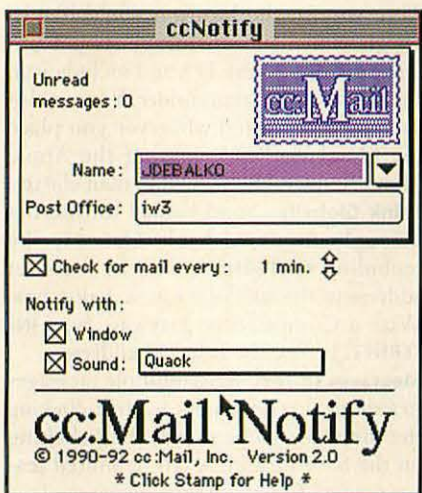 ccNotify
Unread
messages: 0
cc:Mail
Name: JDEBALKO
Post Office: iw3
Check for mail every: 1 min.
Notify with:
Window
Sound: Quack
cc:Mail Notify
© 1990-92 cc:Mail, Inc. Version 2.0
* Click Stamp for Help *